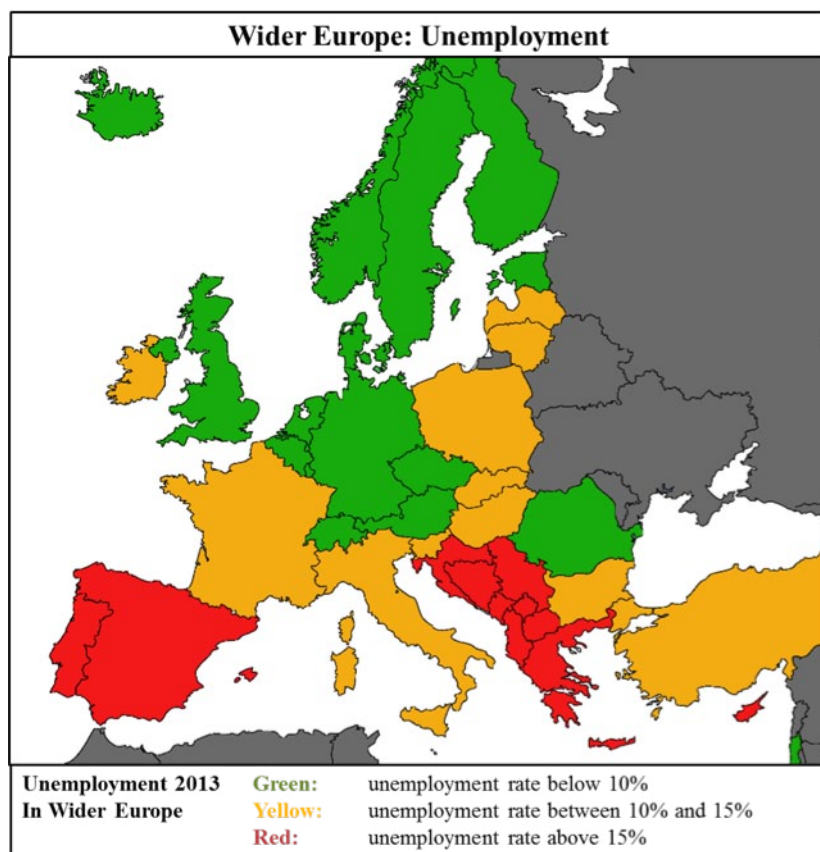 Wider Europe: Unemployment
Unemployment 2013 Green: unemployment rate below 10%
In Wider Europe Yellow: unemployment rate between 10% and 15%
Red: unemployment rate above 15%